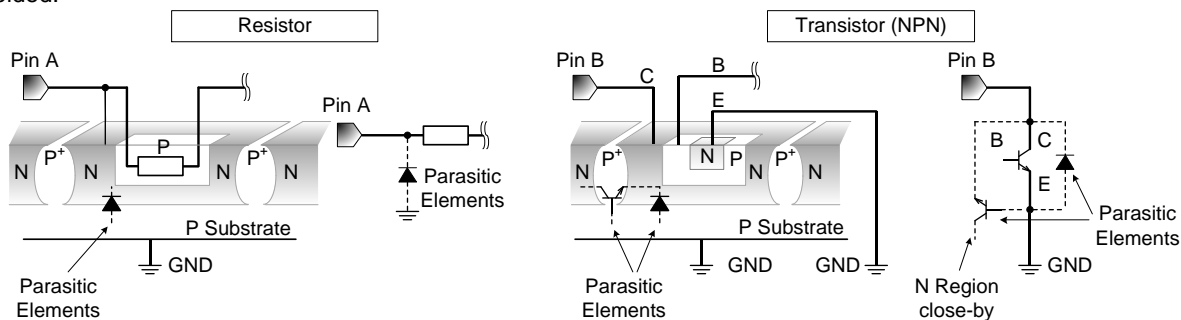 Resistor
Transistor (NPN)
Pin A
Pin B
B
Pin B
C
E
Pin A
P
N
P+
N
P+
N
N
P+
N
P
P+
N
B
C
E
Parasitic
Elements
P Substrate
GND
Parasitic
Elements
P Substrate
GND
GND
Parasitic
Elements
Parasitic
Elements
GND
N Region
close-by